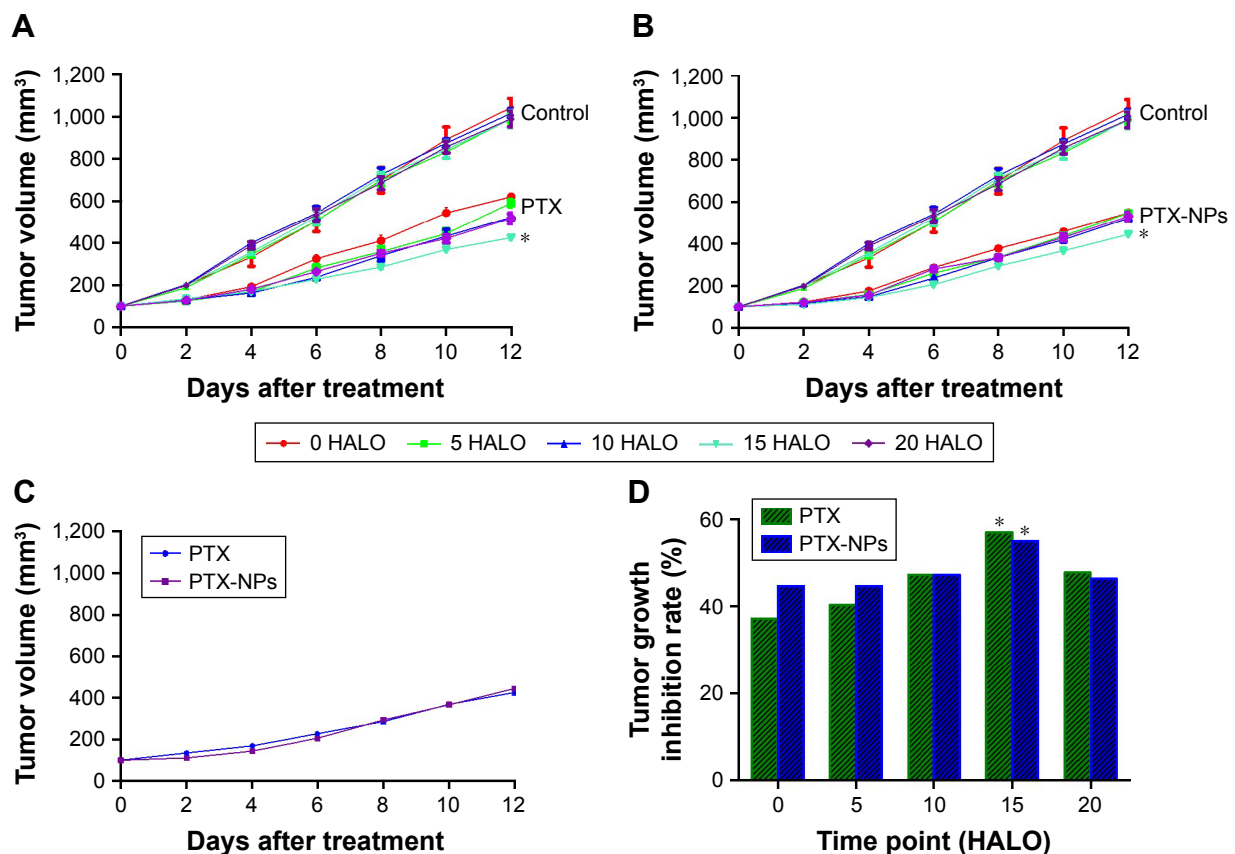 A
Tumor volume (mm³)
1,200
1,000
800
600
400
200
0
Control
PTX
*
0 2 4 6 8 10 12
Days after treatment
B
Tumor volume (mm³)
1,200
1,000
800
600
400
200
0
Control
PTX-NPs
*
0 2 4 6 8 10 12
Days after treatment
0 HALO 5 HALO 10 HALO 15 HALO 20 HALO
C
Tumor volume (mm³)
1,200
1,000
800
600
400
200
0
PTX
PTX-NPs
0 2 4 6 8 10 12
Days after treatment
D
Tumor growth
inhibition rate (%)
60
40
20
0
PTX
PTX-NPs
* *
0 5 10 15 20
Time point (HALO)